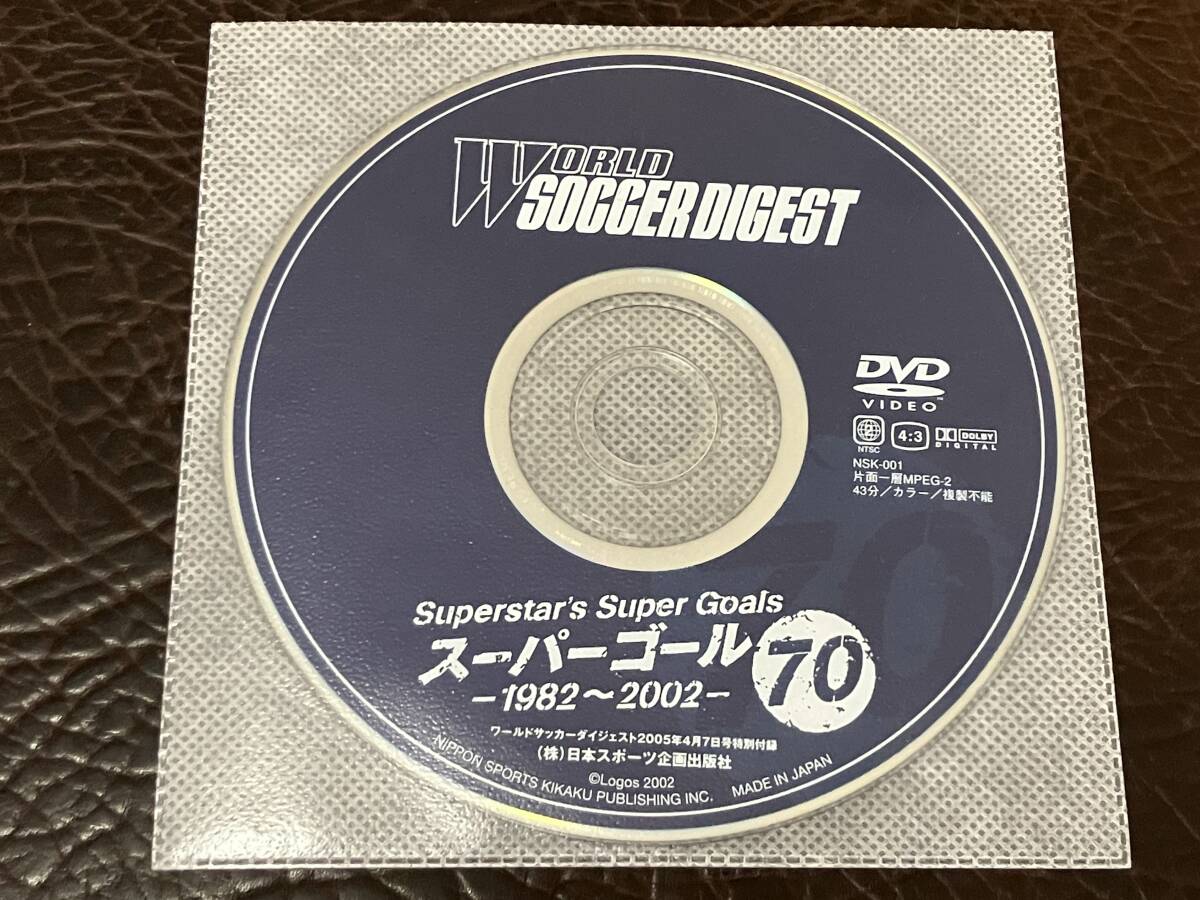 WORLD
SOCCER DIGEST
DVD
VIDEO™
2
NTSC
4:3
DOLBY
DIGITAL
NSK-001
片面一層MPEG-2
43分／カラー／複製不能
70
Superstar's Super Goals
スーパーゴール70
－1982～2002－
ワールドサッカーダイジェスト2005年4月7日号特別付録
(株)日本スポーツ企画出版社
©Logos 2002
NIPPON SPORTS KIKAKU PUBLISHING INC. MADE IN JAPAN